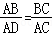 AB/AD = BC/AC